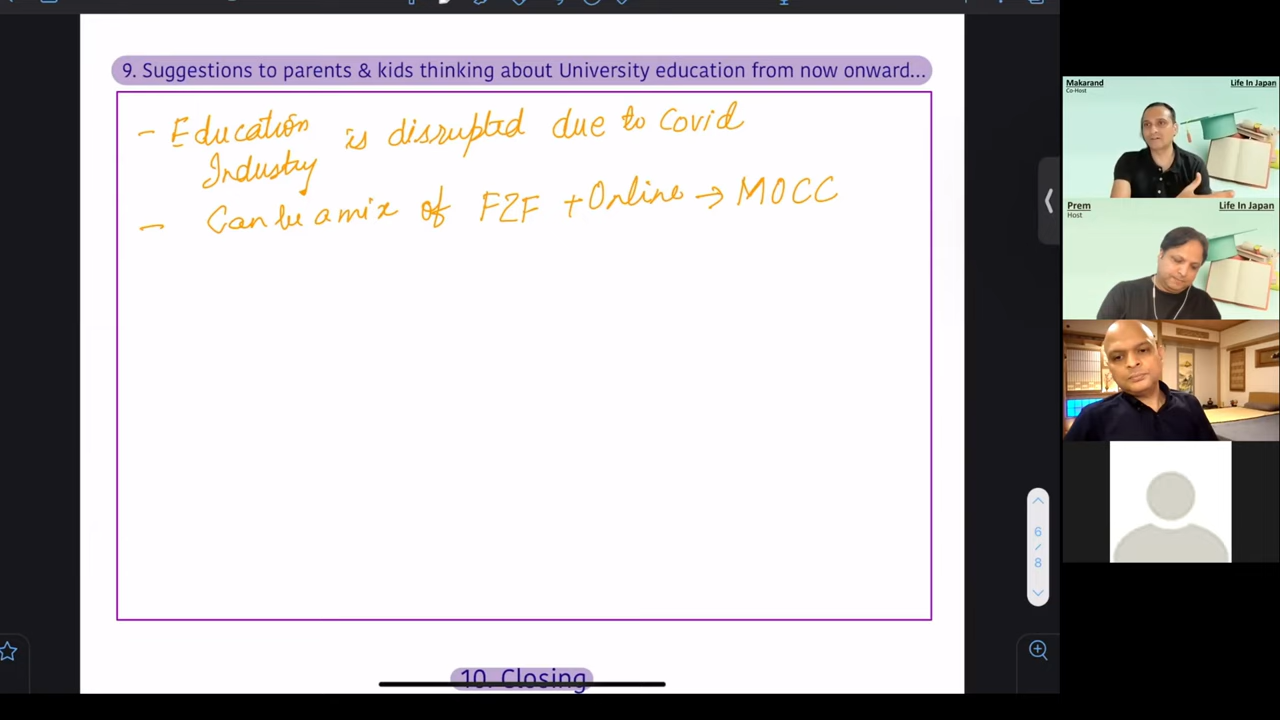 9. Suggestions to parents & kids thinking about University education from now onward...
- Education is disrupted due to Covid
Industry
- Can be a mix of F2F + Online → MOCC
10. Closing
6
/
8
Makarand
Co-Host
Life In Japan
Prem
Host
Life In Japan